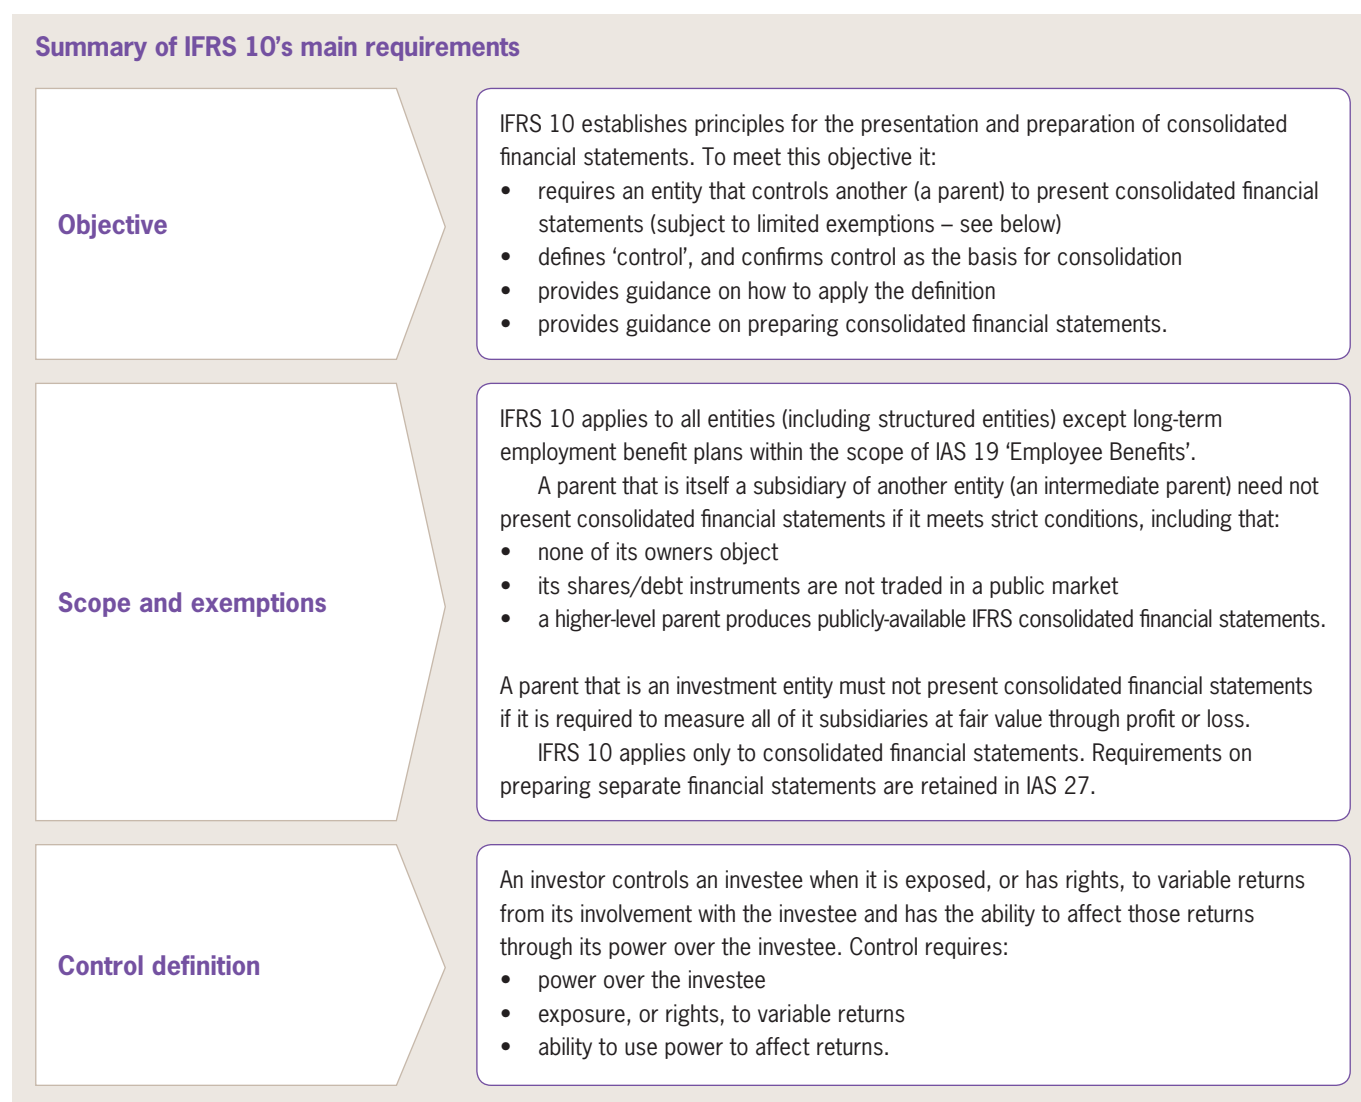 Summary of IFRS 10’s main requirements
Objective
IFRS 10 establishes principles for the presentation and preparation of consolidated
financial statements. To meet this objective it:
• requires an entity that controls another (a parent) to present consolidated financial
statements (subject to limited exemptions – see below)
• defines ‘control’, and confirms control as the basis for consolidation
• provides guidance on how to apply the definition
• provides guidance on preparing consolidated financial statements.
Scope and exemptions
IFRS 10 applies to all entities (including structured entities) except long-term
employment benefit plans within the scope of IAS 19 ‘Employee Benefits’.
A parent that is itself a subsidiary of another entity (an intermediate parent) need not
present consolidated financial statements if it meets strict conditions, including that:
• none of its owners object
• its shares/debt instruments are not traded in a public market
• a higher-level parent produces publicly-available IFRS consolidated financial statements.
A parent that is an investment entity must not present consolidated financial statements
if it is required to measure all of it subsidiaries at fair value through profit or loss.
IFRS 10 applies only to consolidated financial statements. Requirements on
preparing separate financial statements are retained in IAS 27.
Control definition
An investor controls an investee when it is exposed, or has rights, to variable returns
from its involvement with the investee and has the ability to affect those returns
through its power over the investee. Control requires:
• power over the investee
• exposure, or rights, to variable returns
• ability to use power to affect returns.